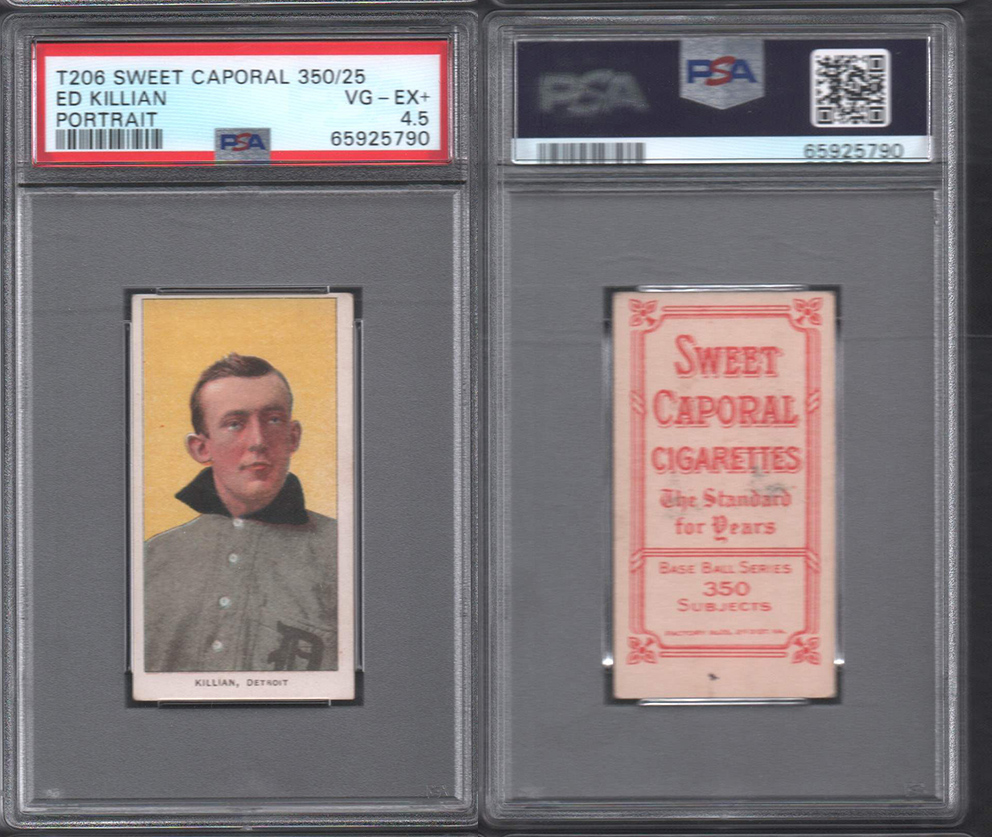 T206 SWEET CAPORAL 350/25
ED KILLIAN VG – EX+
PORTRAIT 4.5
PSA 65925790
KILLIAN, DETROIT
PSA PSA
65925790
SWEET
CAPORAL
CIGARETTES
The Standard
for Years
BASE BALL SERIES
350
SUBJECTS